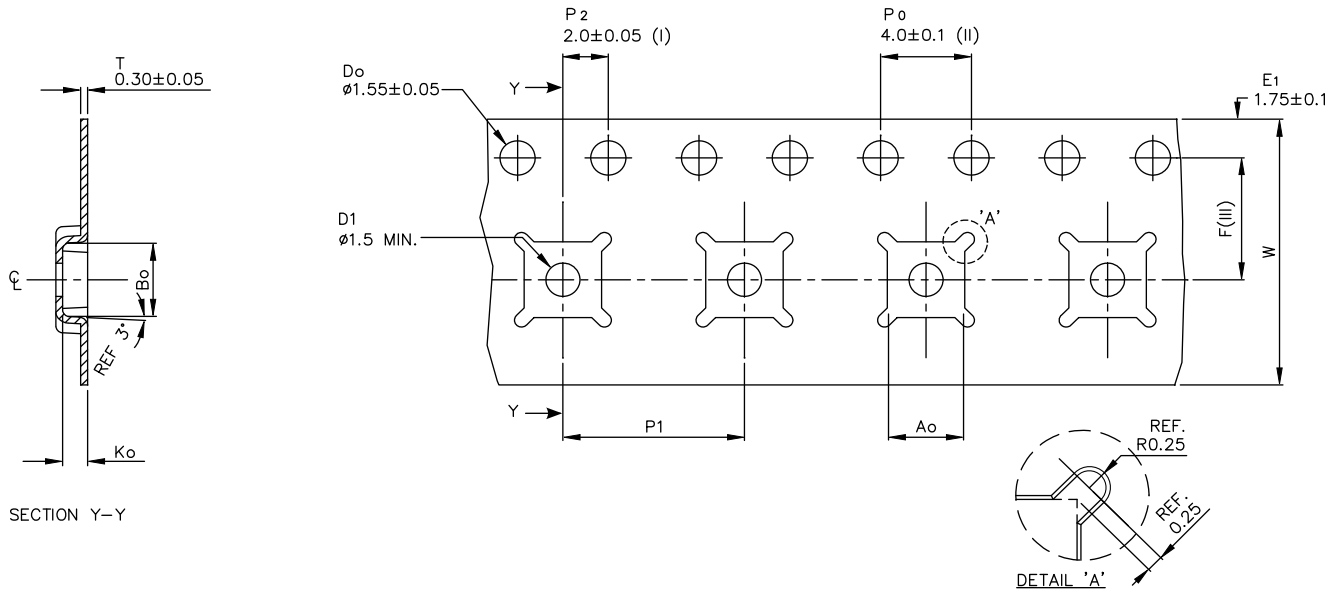 T
0.30±0.05
P2
2.0±0.05 (I)
Po
4.0±0.1 (II)
Do
ø1.55±0.05
Y
E1
1.75±0.1
D1
ø1.5 MIN.
'A'
F(III)
W
℄
Bo
REF 3°
Ko
Y
P1
Ao
SECTION Y-Y
REF.
R0.25
REF.
0.25
DETAIL 'A'